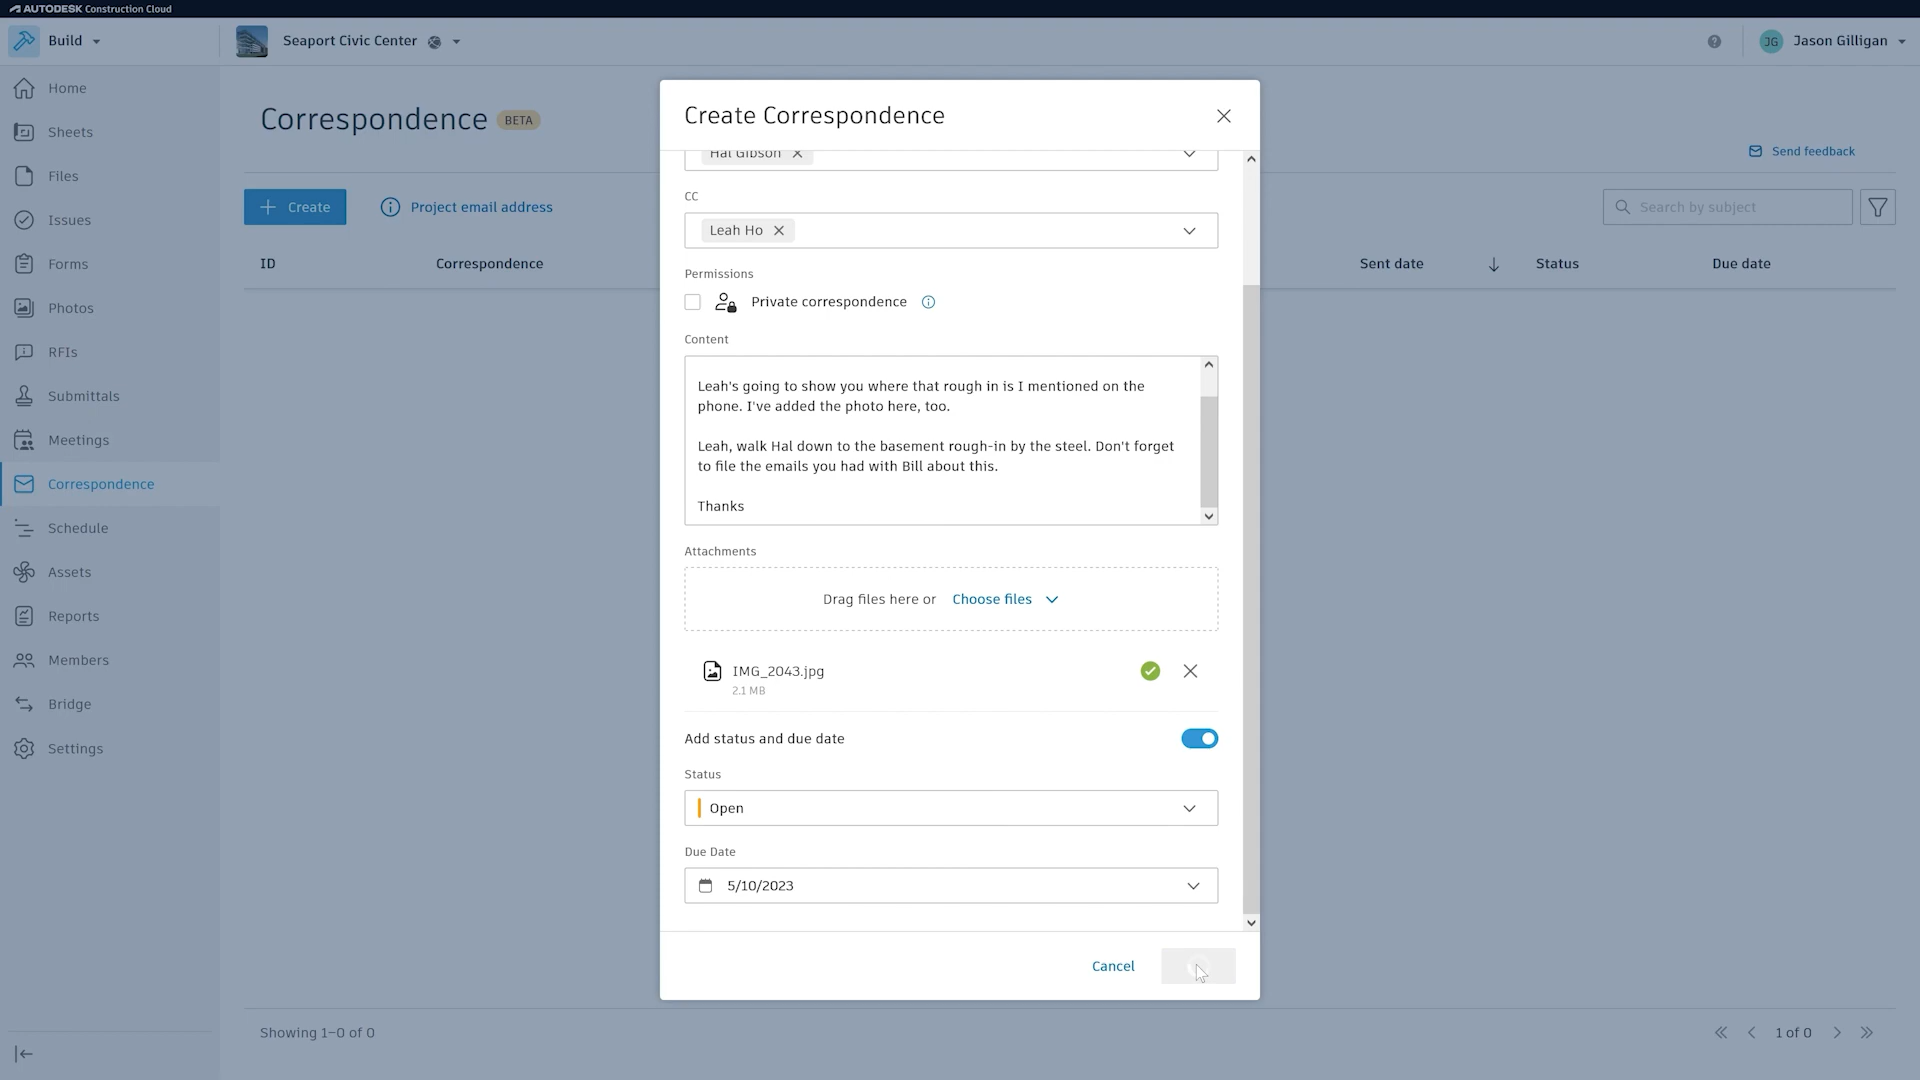 AUTODESK Construction Cloud
Build
Seaport Civic Center
JG
Jason Gilligan
Home
Sheets
Files
Issues
Forms
Photos
RFIs
Submittals
Meetings
Correspondence
Schedule
Assets
Reports
Members
Bridge
Settings
Correspondence BETA
Send feedback
Create
Project email address
Search by subject
ID
Correspondence
Sent date
Status
Due date
Create Correspondence
Hal Gibson
CC
Leah Ho
Permissions
Private correspondence
Content
Leah's going to show you where that rough in is I mentioned on the
phone. I've added the photo here, too.
Leah, walk Hal down to the basement rough-in by the steel. Don't forget
to file the emails you had with Bill about this.
Thanks
Attachments
Drag files here or Choose files
IMG_2043.jpg
2.1 MB
Add status and due date
Status
Open
Due Date
5/10/2023
Cancel
Showing 1–0 of 0
1 of 0